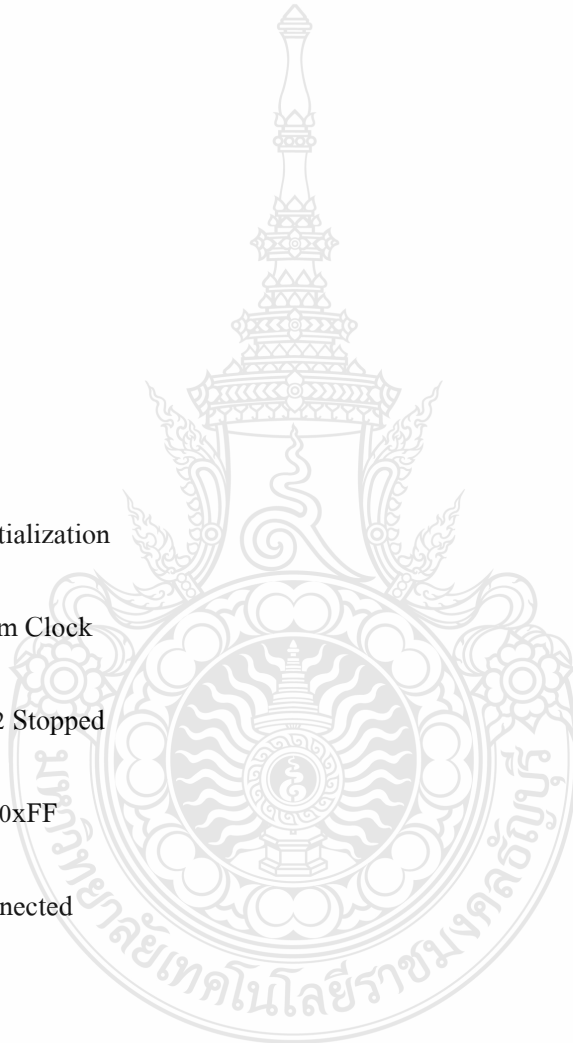 tialization
m Clock
2 Stopped
0xFF
nected
มหาวิทยาลัยเทคโนโลยีราชมงคลธัญบุรี